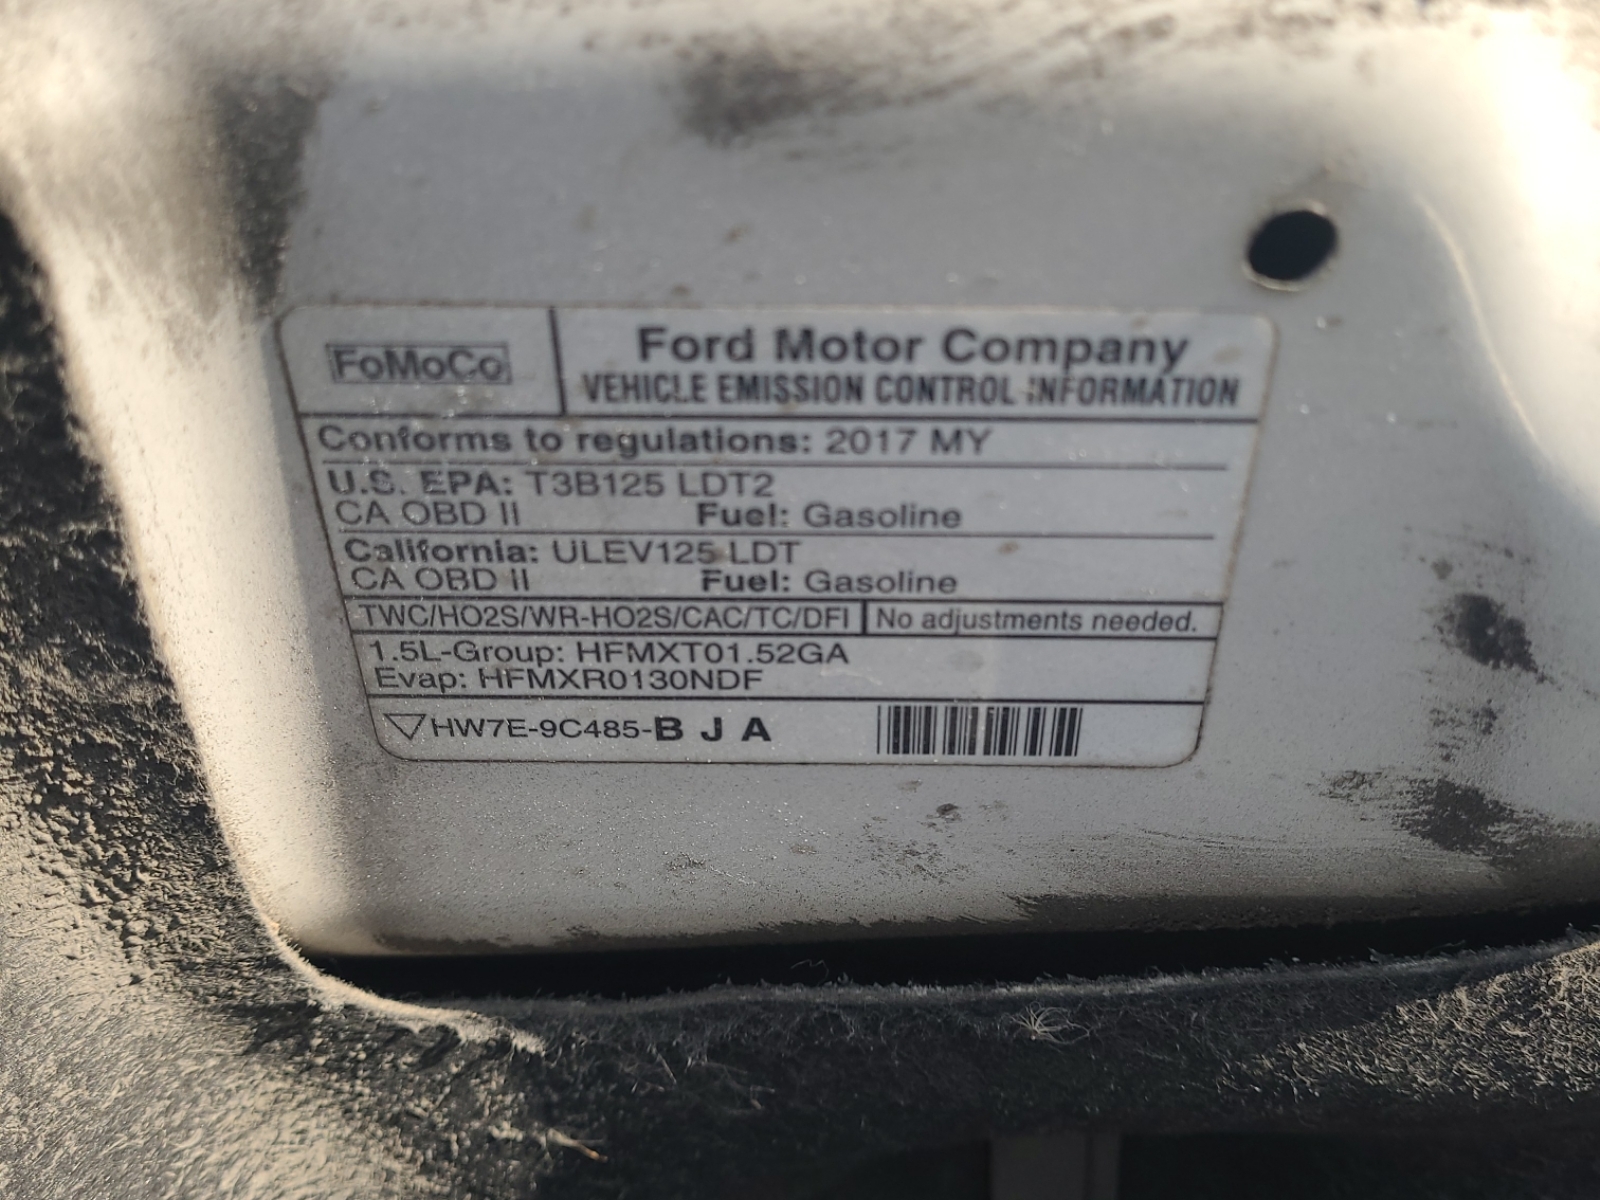 FoMoCo
Ford Motor Company
VEHICLE EMISSION CONTROL INFORMATION
Conforms to regulations: 2017 MY
U.S. EPA: T3B125 LDT2
CA OBD II Fuel: Gasoline
California: ULEV125 LDT
CA OBD II Fuel: Gasoline
TWC/HO2S/WR-HO2S/CAC/TC/DFI No adjustments needed.
1.5L-Group: HFMXT01.52GA
Evap: HFMXR0130NDF
HW7E-9C485-B J A